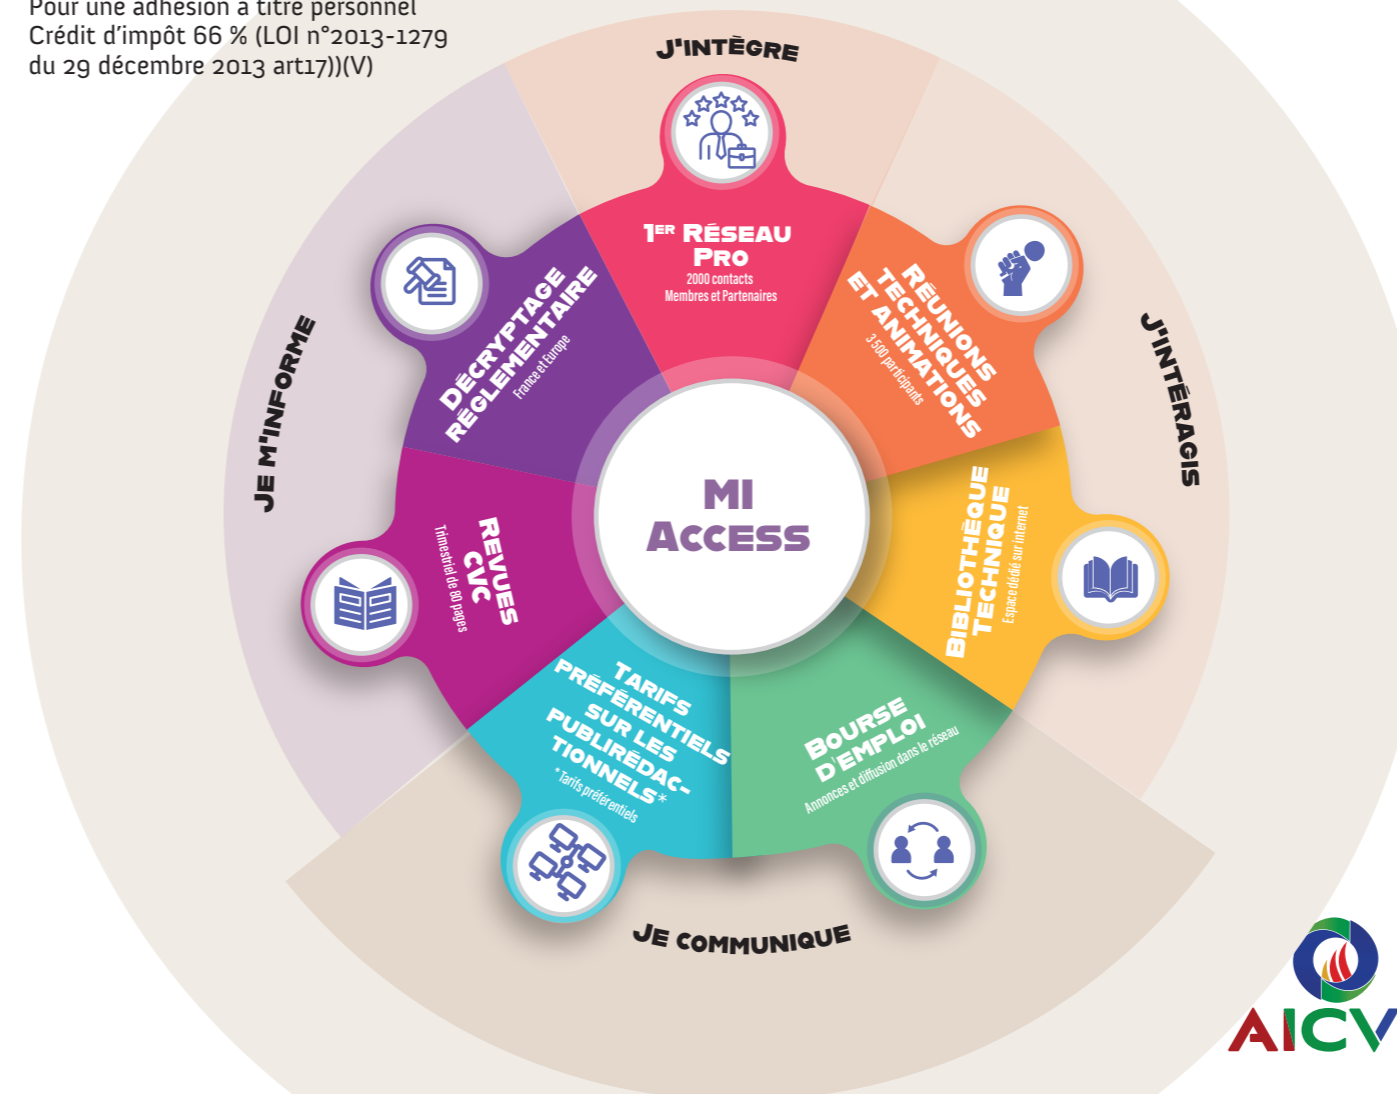 Pour une adhésion à titre personnel
Crédit d'impôt 66 % (LOI n°2013-1279
du 29 décembre 2013 art17))(V)
J'INTÈGRE
1ER RÉSEAU
PRO
2000 contacts
Membres et Partenaires
RÉUNIONS
TECHNIQUES
ET ANIMATIONS
3 500 participants
J'INTÉRAGIS
BIBLIOTHÈQUE
TECHNIQUE
Espace dédié sur internet
BOURSE
D'EMPLOI
Annonces et diffusion dans le réseau
JE COMMUNIQUE
TARIFS
PRÉFÉRENTIELS
SUR LES
PUBLIRÉDAC-
TIONNELS*
*Tarifs préférentiels
REVUES
CVC
Trimestriel de 80 pages
JE M'INFORME
DÉCRYPTAGE
RÉGLEMENTAIRE
France et Europe
MI
ACCESS
AICV